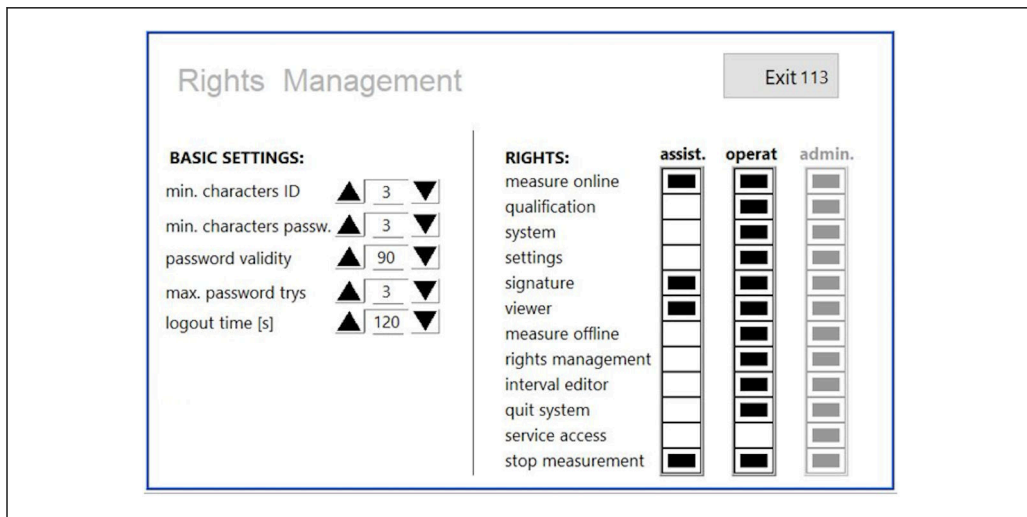 Rights Management
Exit 113
BASIC SETTINGS:
min. characters ID 3
min. characters passw. 3
password validity 90
max. password trys 3
logout time [s] 120
RIGHTS: assist. operat admin.
measure online
qualification
system
settings
signature
viewer
measure offline
rights management
interval editor
quit system
service access
stop measurement